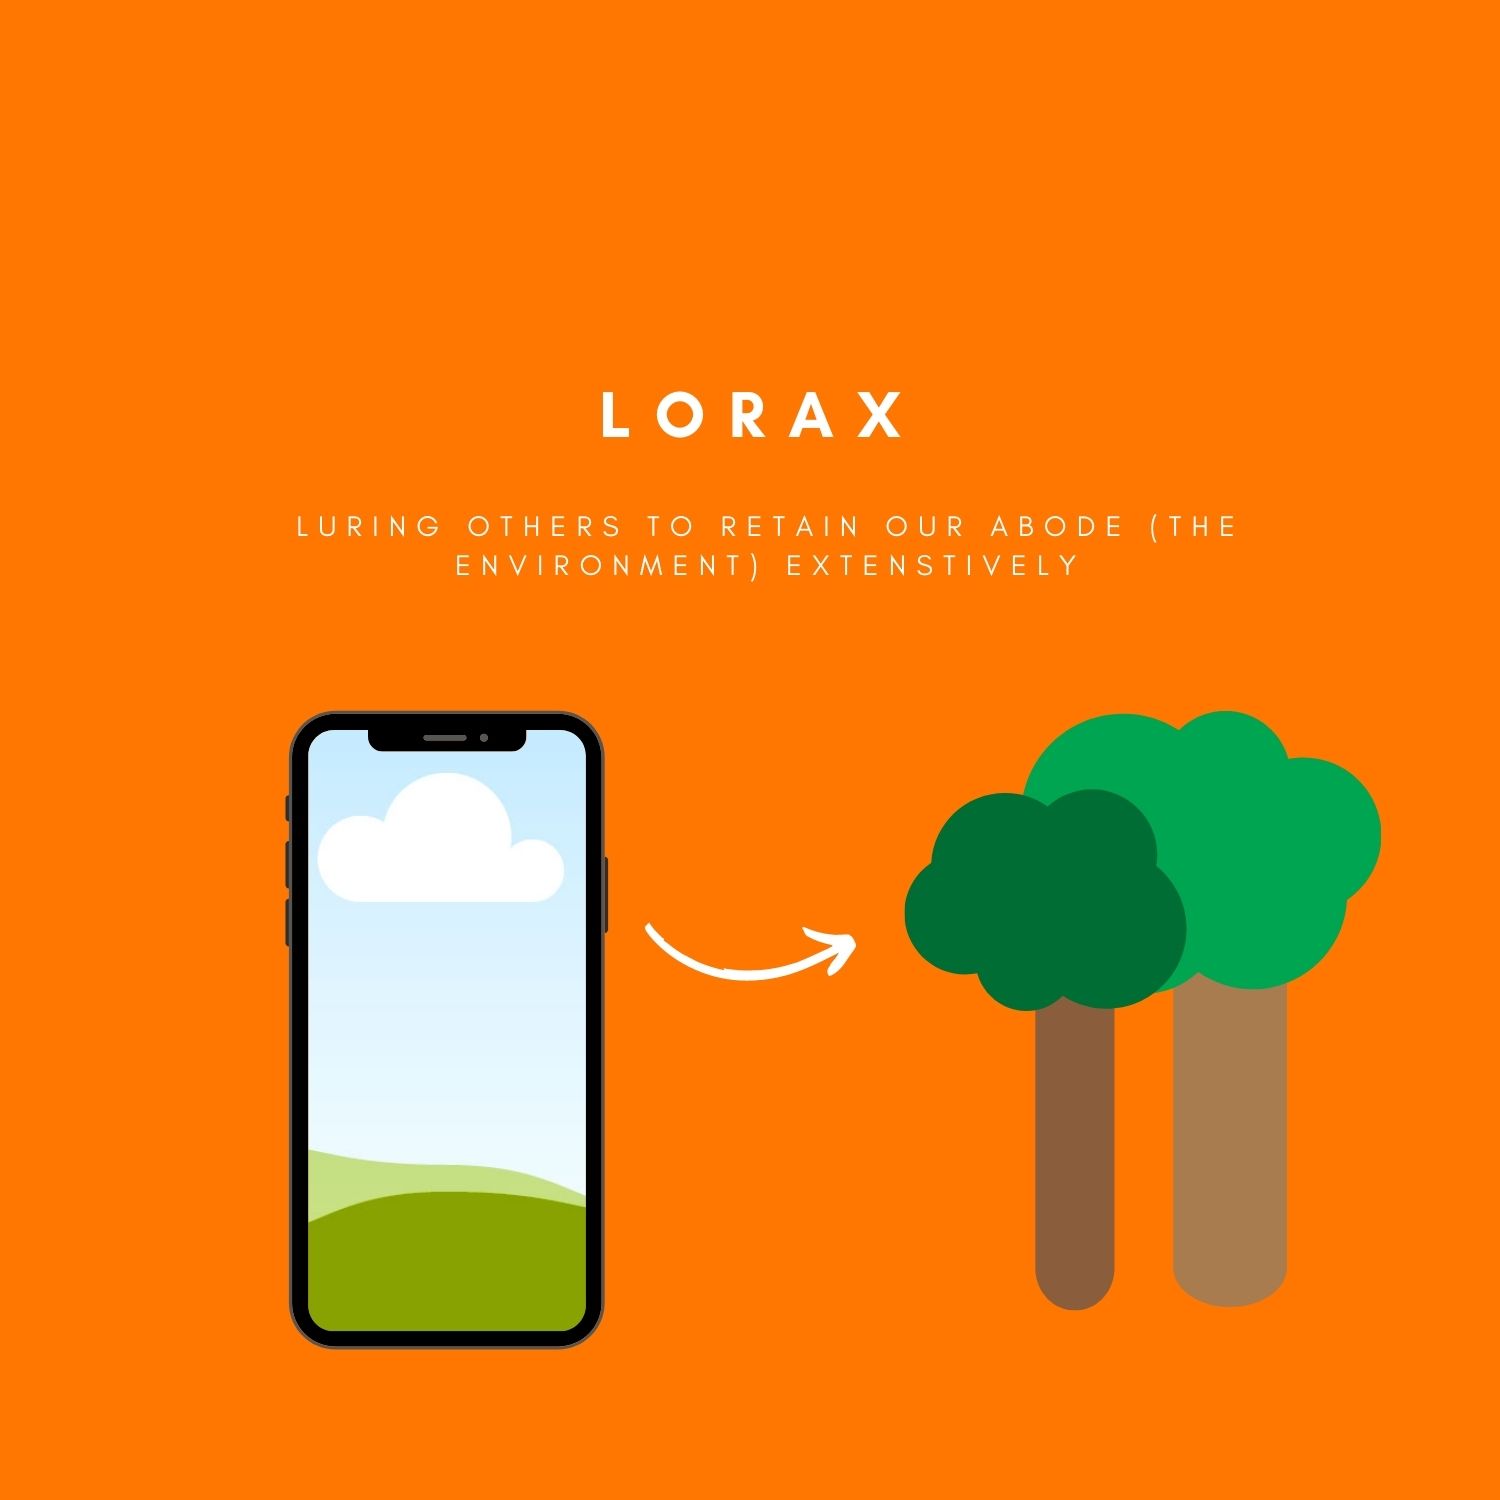 LORAX
LURING OTHERS TO RETAIN OUR ABODE (THE
ENVIRONMENT) EXTENSTIVELY